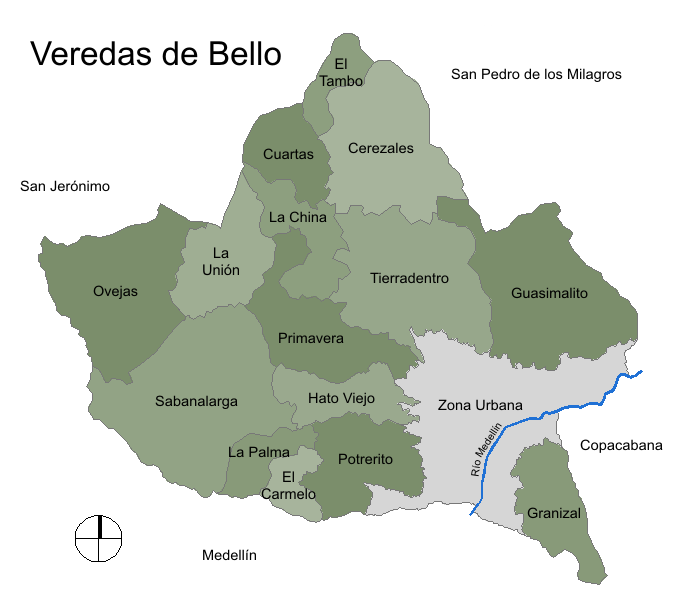 Veredas de Bello
El
Tambo
San Pedro de los Milagros
Cuartas
Cerezales
San Jerónimo
La China
La
Unión
Tierradentro
Ovejas
Guasimalito
Primavera
Sabanalarga
Hato Viejo
Zona Urbana
Río Medellín
Copacabana
La Palma
Potrerito
El
Carmelo
Granizal
Medellín